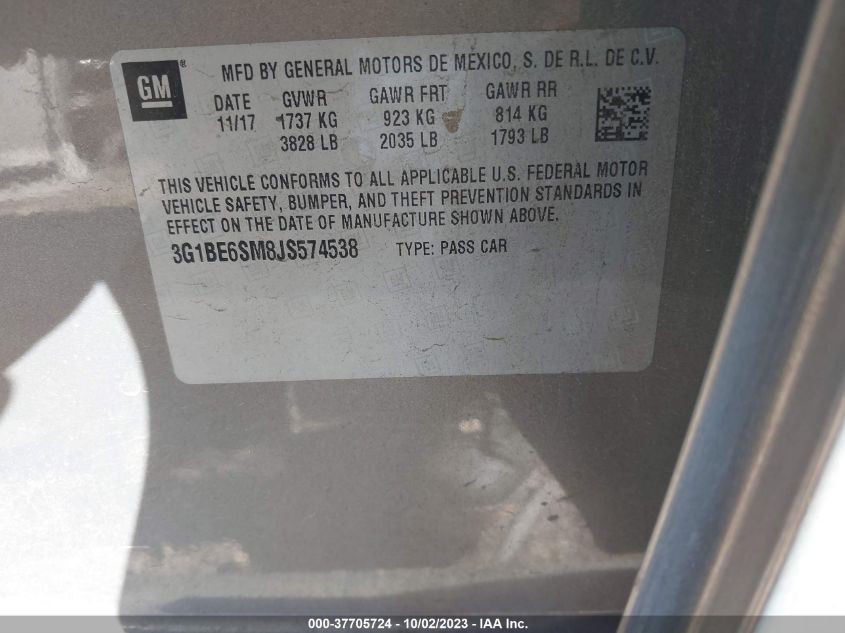 GM®
MFD BY GENERAL MOTORS DE MEXICO, S. DE R.L. DE C.V.
DATE GVWR GAWR FRT GAWR RR
11/17 1737 KG 923 KG 814 KG
3828 LB 2035 LB 1793 LB
THIS VEHICLE CONFORMS TO ALL APPLICABLE U.S. FEDERAL MOTOR
VEHICLE SAFETY, BUMPER, AND THEFT PREVENTION STANDARDS IN
EFFECT ON THE DATE OF MANUFACTURE SHOWN ABOVE.
3G1BE6SM8JS574538 TYPE: PASS CAR
000-37705724 - 10/02/2023 - IAA Inc.